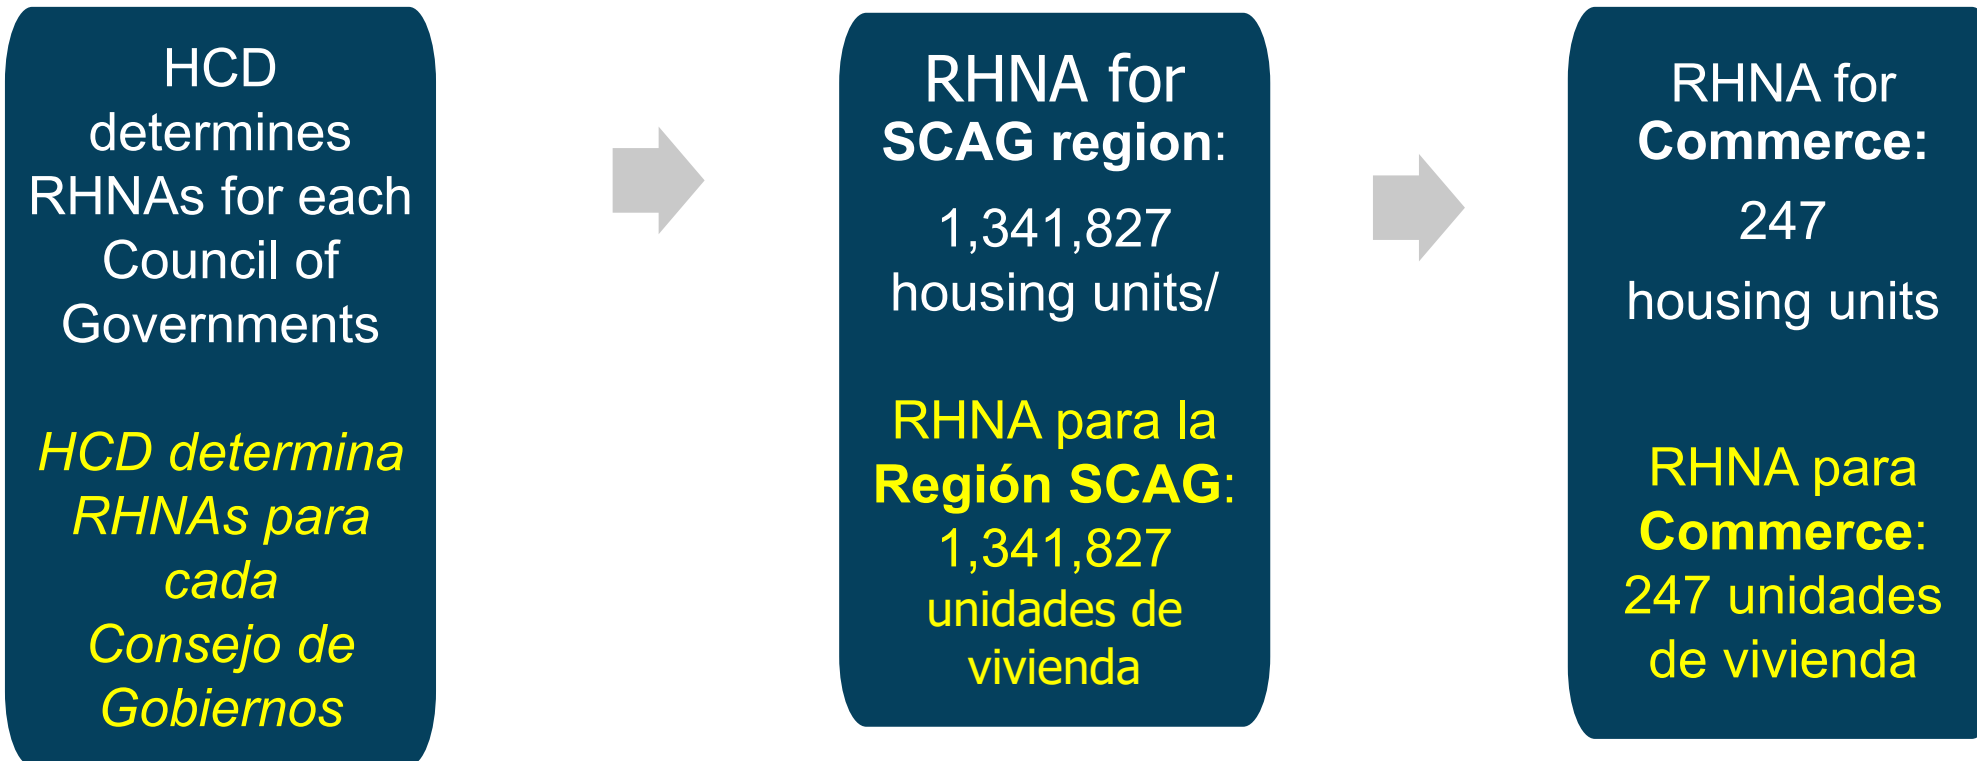 HCD
determines
RHNAs for each
Council of
Governments
HCD determina
RHNAs para
cada
Consejo de
Gobiernos
RHNA for
SCAG region:
1,341,827
housing units/
RHNA para la
Región SCAG:
1,341,827
unidades de
vivienda
RHNA for
Commerce:
247
housing units
RHNA para
Commerce:
247 unidades
de vivienda